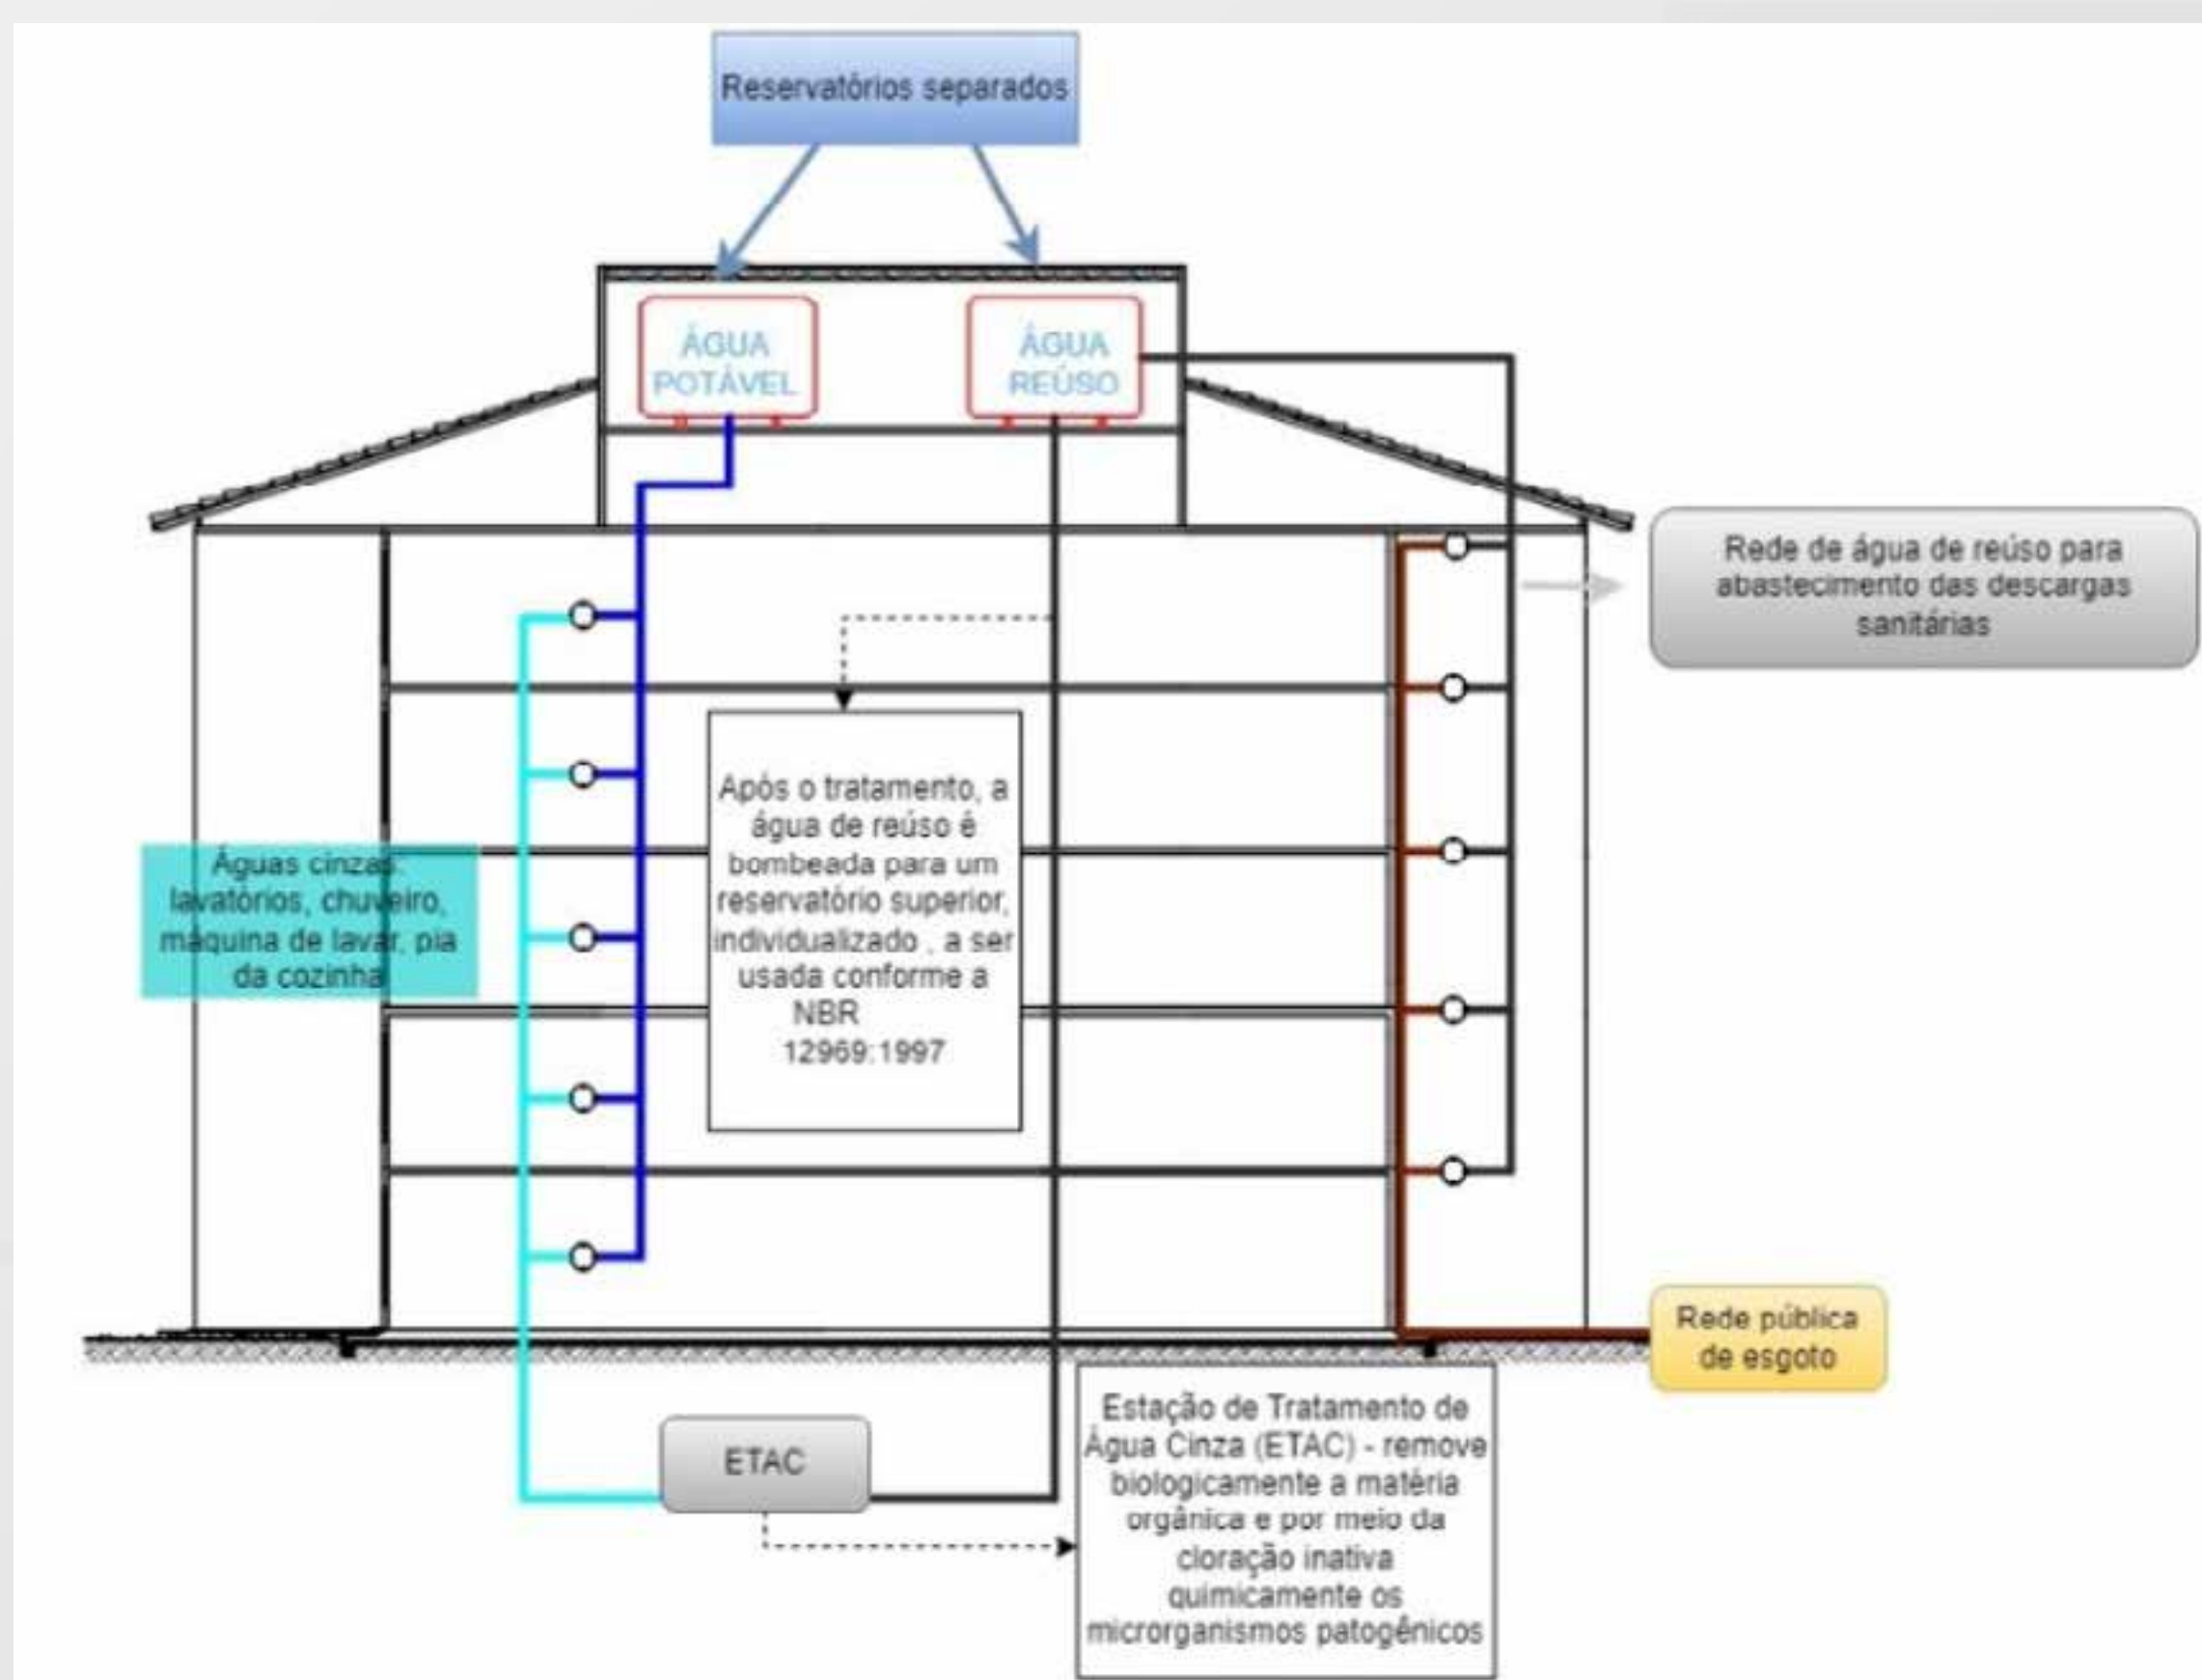 Reservatórios separados
ÁGUA
POTÁVEL
ÁGUA
REÚSO
Rede de água de reúso para
abastecimento das descargas
sanitárias
Após o tratamento, a
água de reúso é
bombeada para um
reservatório superior,
individualizado , a ser
usada conforme a
NBR
12969:1997
Águas cinzas:
lavatórios, chuveiro,
máquina de lavar, pia
da cozinha
Rede pública
de esgoto
ETAC
Estação de Tratamento de
Água Cinza (ETAC) - remove
biologicamente a matéria
orgânica e por meio da
cloração inativa
quimicamente os
microrganismos patogênicos